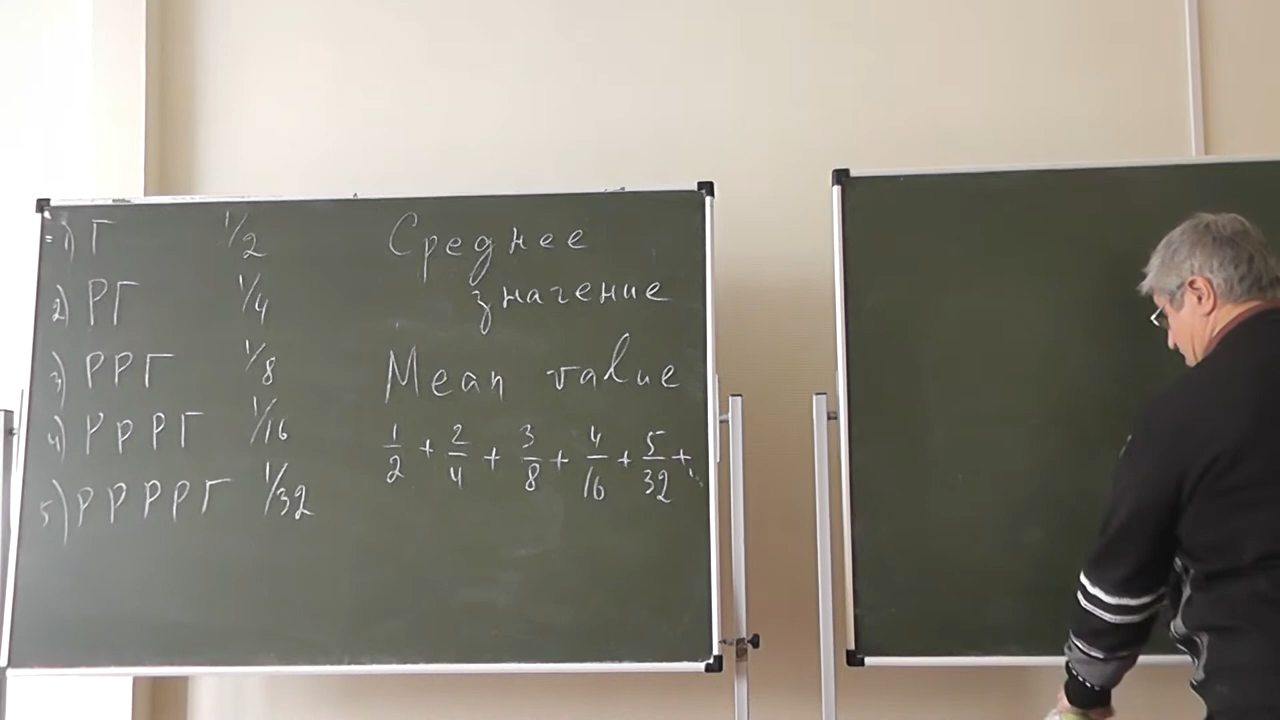 1) Г 1/2
2) РГ 1/4
3) РРГ 1/8
4) РРРГ 1/16
5) РРРРГ 1/32
Среднее
значение
Mean value
1/2 + 2/4 + 3/8 + 4/16 + 5/32 + ...